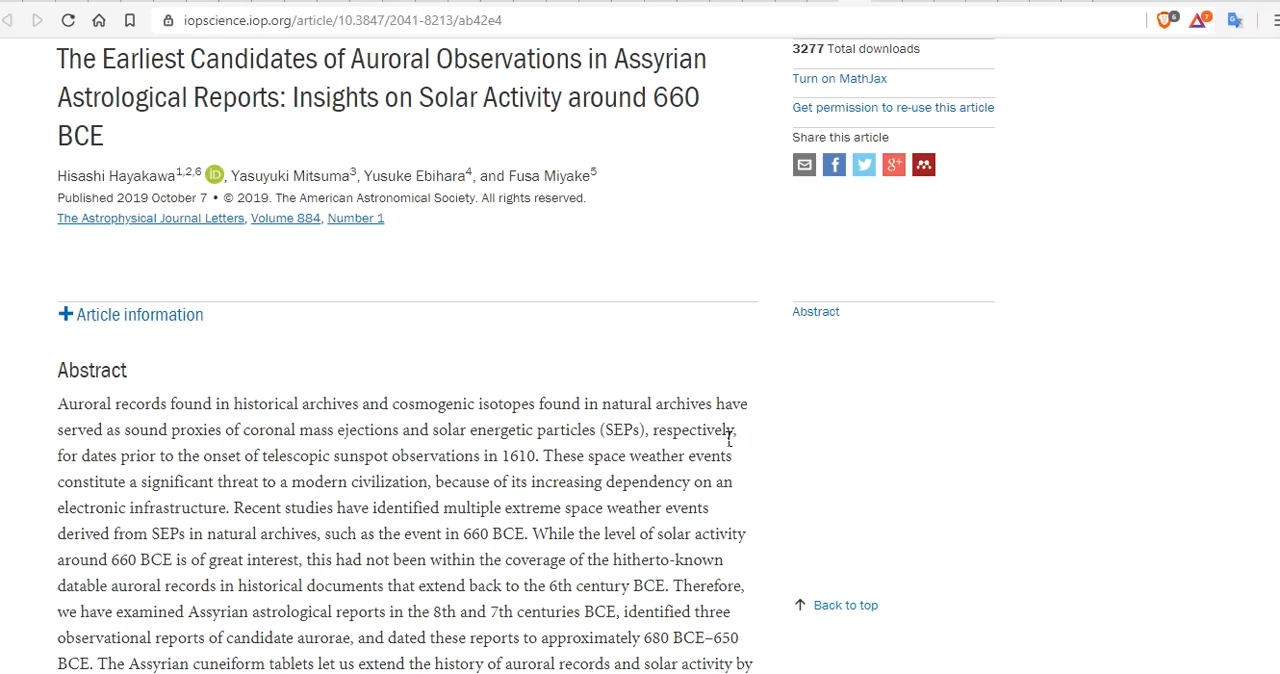 iopscience.iop.org/article/10.3847/2041-8213/ab42e4
6
7
The Earliest Candidates of Auroral Observations in Assyrian
Astrological Reports: Insights on Solar Activity around 660
BCE
Hisashi Hayakawa1,2,6 iD, Yasuyuki Mitsuma3, Yusuke Ebihara4, and Fusa Miyake5
Published 2019 October 7 • © 2019. The American Astronomical Society. All rights reserved.
The Astrophysical Journal Letters, Volume 884, Number 1
3277 Total downloads
Turn on MathJax
Get permission to re-use this article
Share this article
f
g+
+ Article information
Abstract
Abstract
Auroral records found in historical archives and cosmogenic isotopes found in natural archives have
served as sound proxies of coronal mass ejections and solar energetic particles (SEPs), respectively,
for dates prior to the onset of telescopic sunspot observations in 1610. These space weather events
constitute a significant threat to a modern civilization, because of its increasing dependency on an
electronic infrastructure. Recent studies have identified multiple extreme space weather events
derived from SEPs in natural archives, such as the event in 660 BCE. While the level of solar activity
around 660 BCE is of great interest, this had not been within the coverage of the hitherto-known
datable auroral records in historical documents that extend back to the 6th century BCE. Therefore,
we have examined Assyrian astrological reports in the 8th and 7th centuries BCE, identified three
observational reports of candidate aurorae, and dated these reports to approximately 680 BCE–650
BCE. The Assyrian cuneiform tablets let us extend the history of auroral records and solar activity by
Back to top